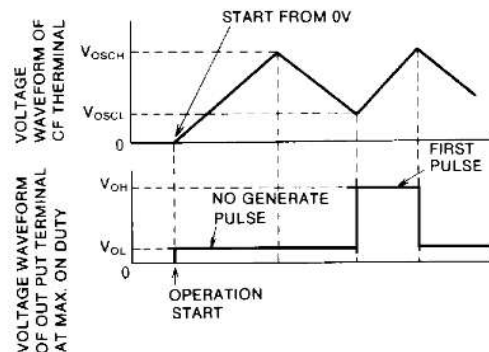 START FROM 0V
VOLTAGE
WAVEFORM OF
CF THERMINAL
VOSCH
VOSCL
0
FIRST
PULSE
VOH
NO GENERATE
PULSE
VOL
0
OPERATION
START
VOLTAGE WAVEFORM
OF OUT PUT TERMINAL
AT MAX. ON DUTY